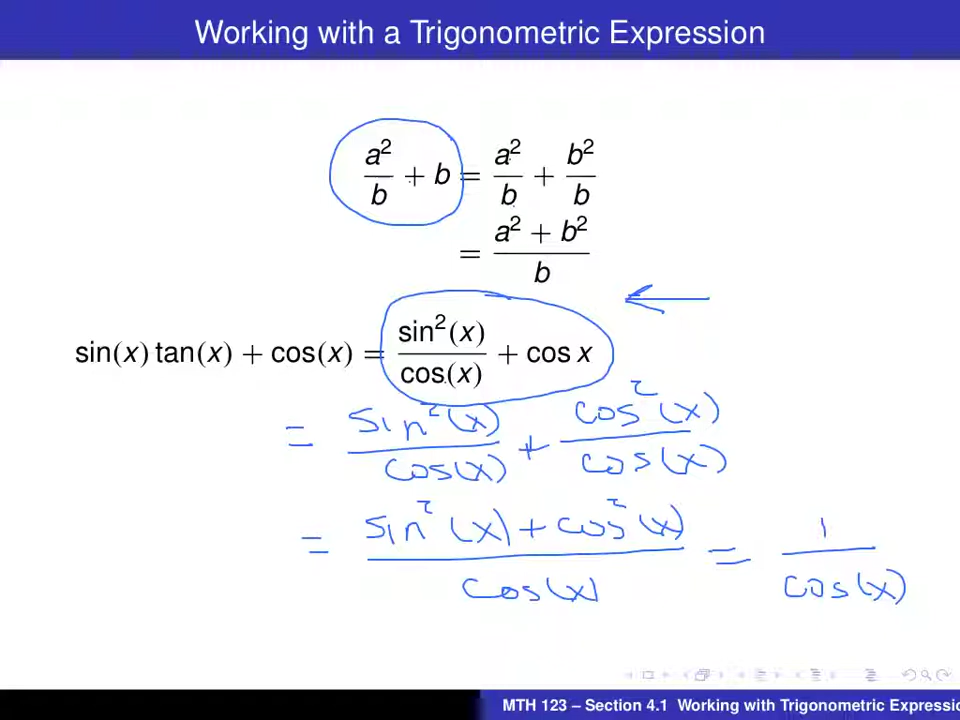 Working with a Trigonometric Expression
a²/b + b = a²/b + b²/b
= (a² + b²)/b
sin(x) tan(x) + cos(x) = sin²(x)/cos(x) + cos x
= sin²(x)/cos(x) + cos²(x)/cos(x)
= (sin²(x) + cos²(x))/cos(x) = 1/cos(x)
MTH 123 – Section 4.1 Working with Trigonometric Expressio